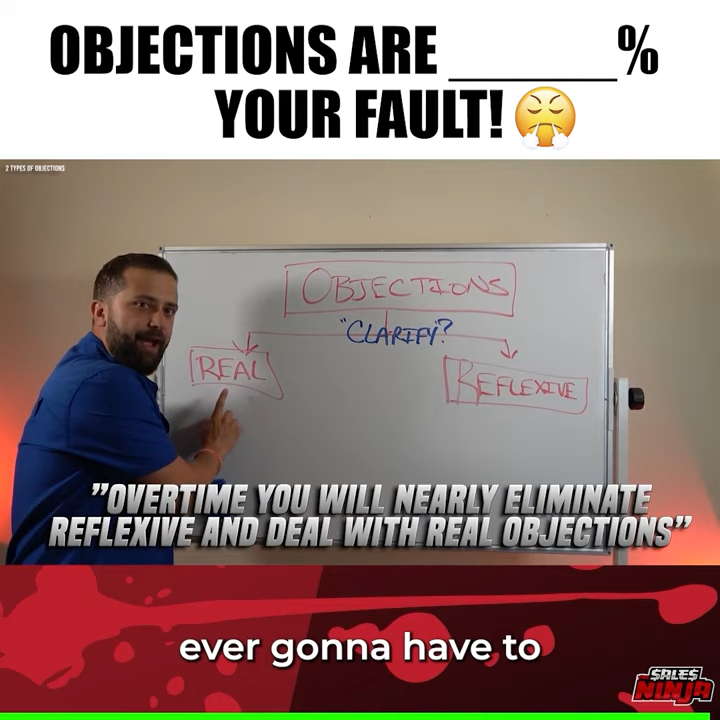 OBJECTIONS ARE ______%
YOUR FAULT! 😤
2 TYPES OF OBJECTIONS
OBJECTIONS
"CLARIFY"?
REAL
REFLEXIVE
"OVERTIME YOU WILL NEARLY ELIMINATE
REFLEXIVE AND DEAL WITH REAL OBJECTIONS"
ever gonna have to
SALES
NINJA